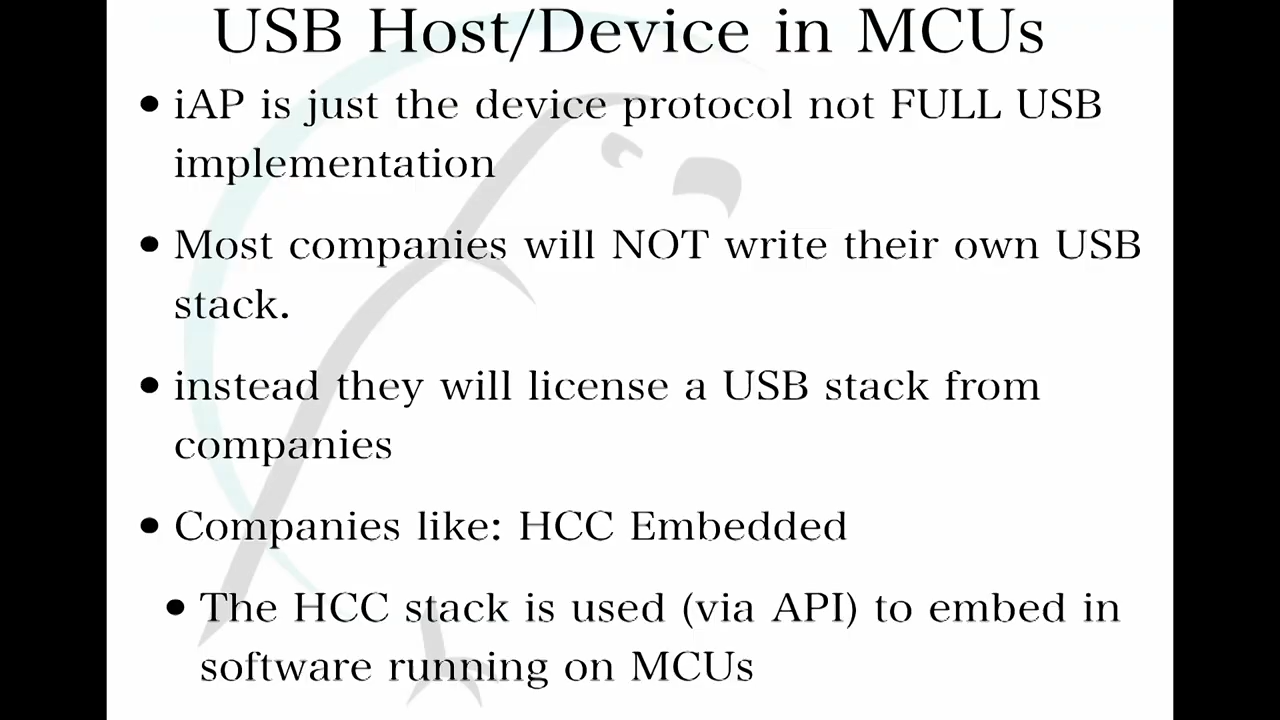 USB Host/Device in MCUs
• iAP is just the device protocol not FULL USB
implementation
• Most companies will NOT write their own USB
stack.
• instead they will license a USB stack from
companies
• Companies like: HCC Embedded
• The HCC stack is used (via API) to embed in
software running on MCUs